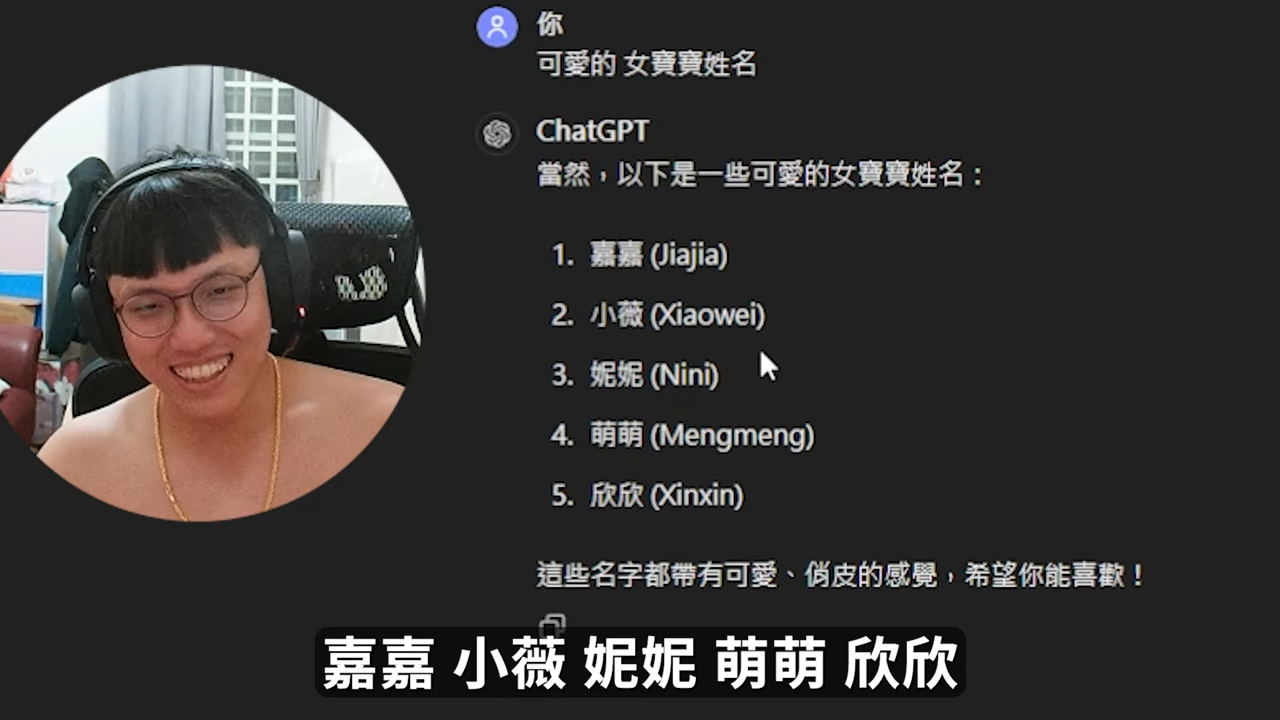 你
可愛的 女寶寶姓名
ChatGPT
當然，以下是一些可愛的女寶寶姓名：
1. 嘉嘉 (Jiajia)
2. 小薇 (Xiaowei)
3. 妮妮 (Nini)
4. 萌萌 (Mengmeng)
5. 欣欣 (Xinxin)
這些名字都帶有可愛、俏皮的感覺，希望你能喜歡！
嘉嘉 小薇 妮妮 萌萌 欣欣